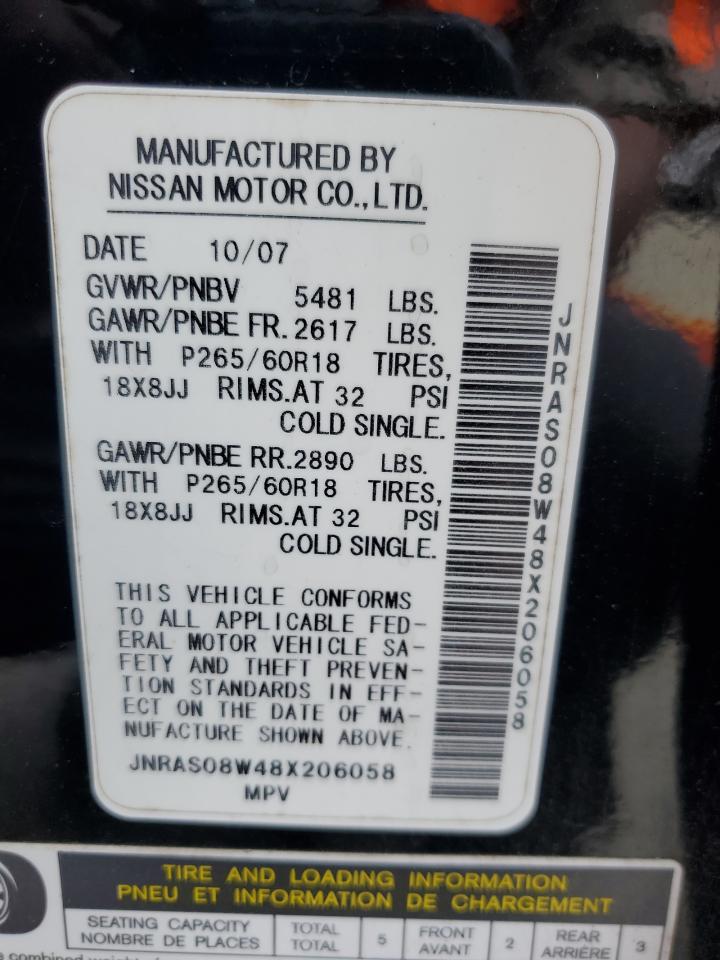 MANUFACTURED BY
NISSAN MOTOR CO.,LTD.
DATE 10/07
GVWR/PNBV 5481 LBS.
GAWR/PNBE FR.2617 LBS.
WITH P265/60R18 TIRES,
18X8JJ RIMS.AT 32 PSI
COLD SINGLE.
GAWR/PNBE RR.2890 LBS.
WITH P265/60R18 TIRES,
18X8JJ RIMS.AT 32 PSI
COLD SINGLE.
THIS VEHICLE CONFORMS
TO ALL APPLICABLE FED-
ERAL MOTOR VEHICLE SA-
FETY AND THEFT PREVEN-
TION STANDARDS IN EFF-
ECT ON THE DATE OF MA-
NUFACTURE SHOWN ABOVE.
JNRAS08W48X206058
MPV
JNRAS08W48X206058
TIRE AND LOADING INFORMATION
PNEU ET INFORMATION DE CHARGEMENT
SEATING CAPACITY TOTAL 5 FRONT 2 REAR 3
NOMBRE DE PLACES TOTAL AVANT ARRIÈRE
combined